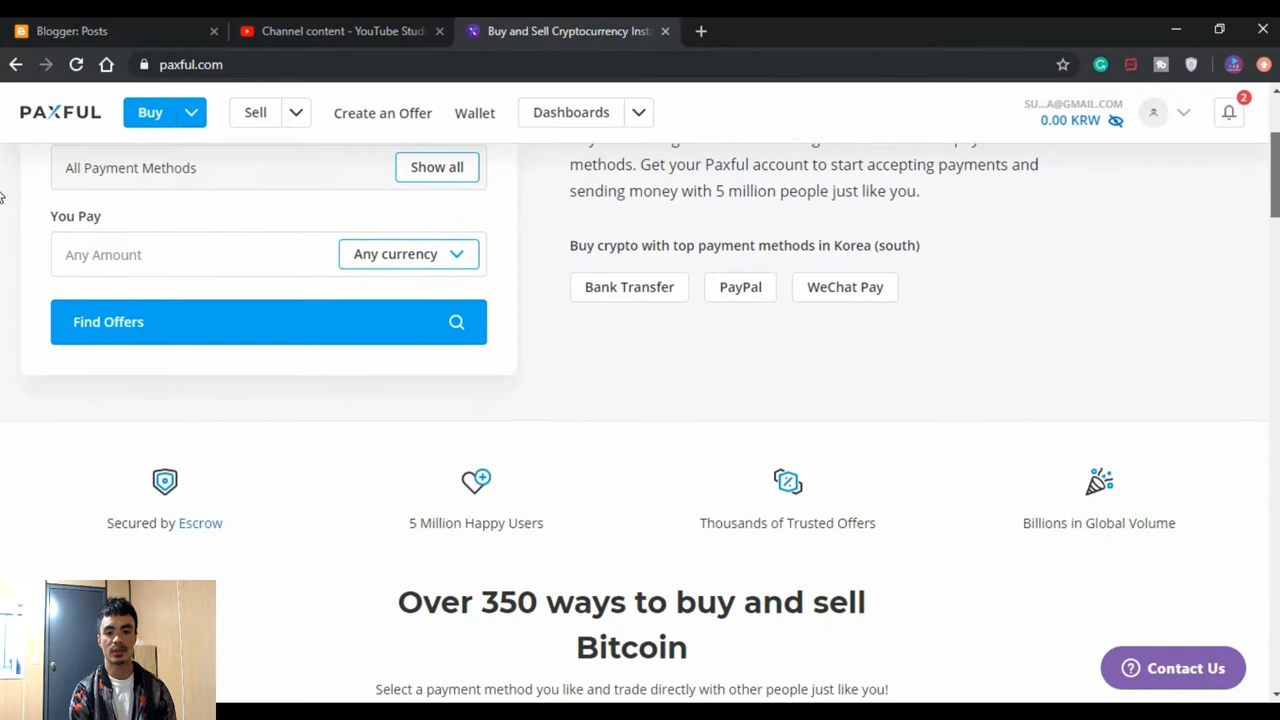 Blogger: Posts
Channel content - YouTube Stud
Buy and Sell Cryptocurrency Inst
paxful.com
PAXFUL
Buy
Sell
Create an Offer
Wallet
Dashboards
SU...A@GMAIL.COM
0.00 KRW
2
All Payment Methods
Show all
You Pay
Any Amount
Any currency
Find Offers
methods. Get your Paxful account to start accepting payments and
sending money with 5 million people just like you.
Buy crypto with top payment methods in Korea (south)
Bank Transfer
PayPal
WeChat Pay
Secured by Escrow
5 Million Happy Users
Thousands of Trusted Offers
Billions in Global Volume
Over 350 ways to buy and sell
Bitcoin
Select a payment method you like and trade directly with other people just like you!
Contact Us